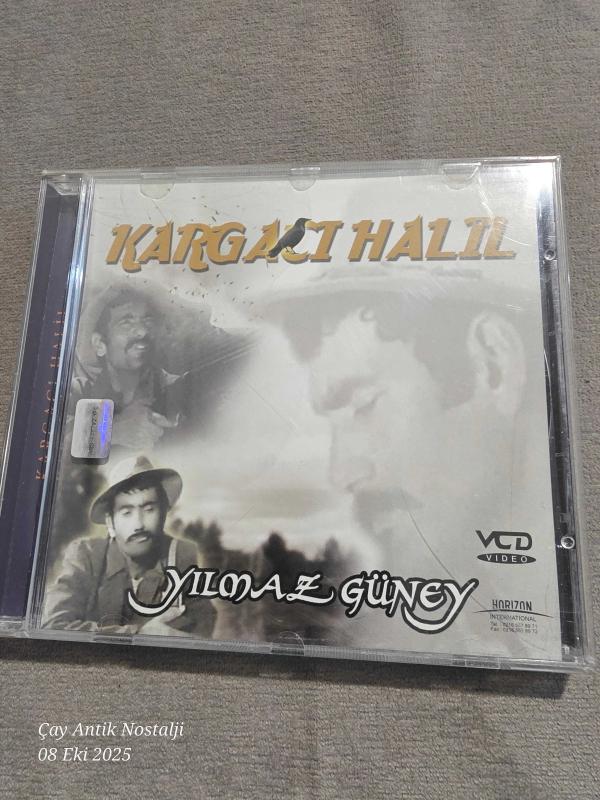 KARGACI HALİL
KARGACI HALİL
YILMAZ GÜNEY
VCD
VIDEO
HORIZON
INTERNATIONAL
Çay Antik Nostalji
08 Eki 2025